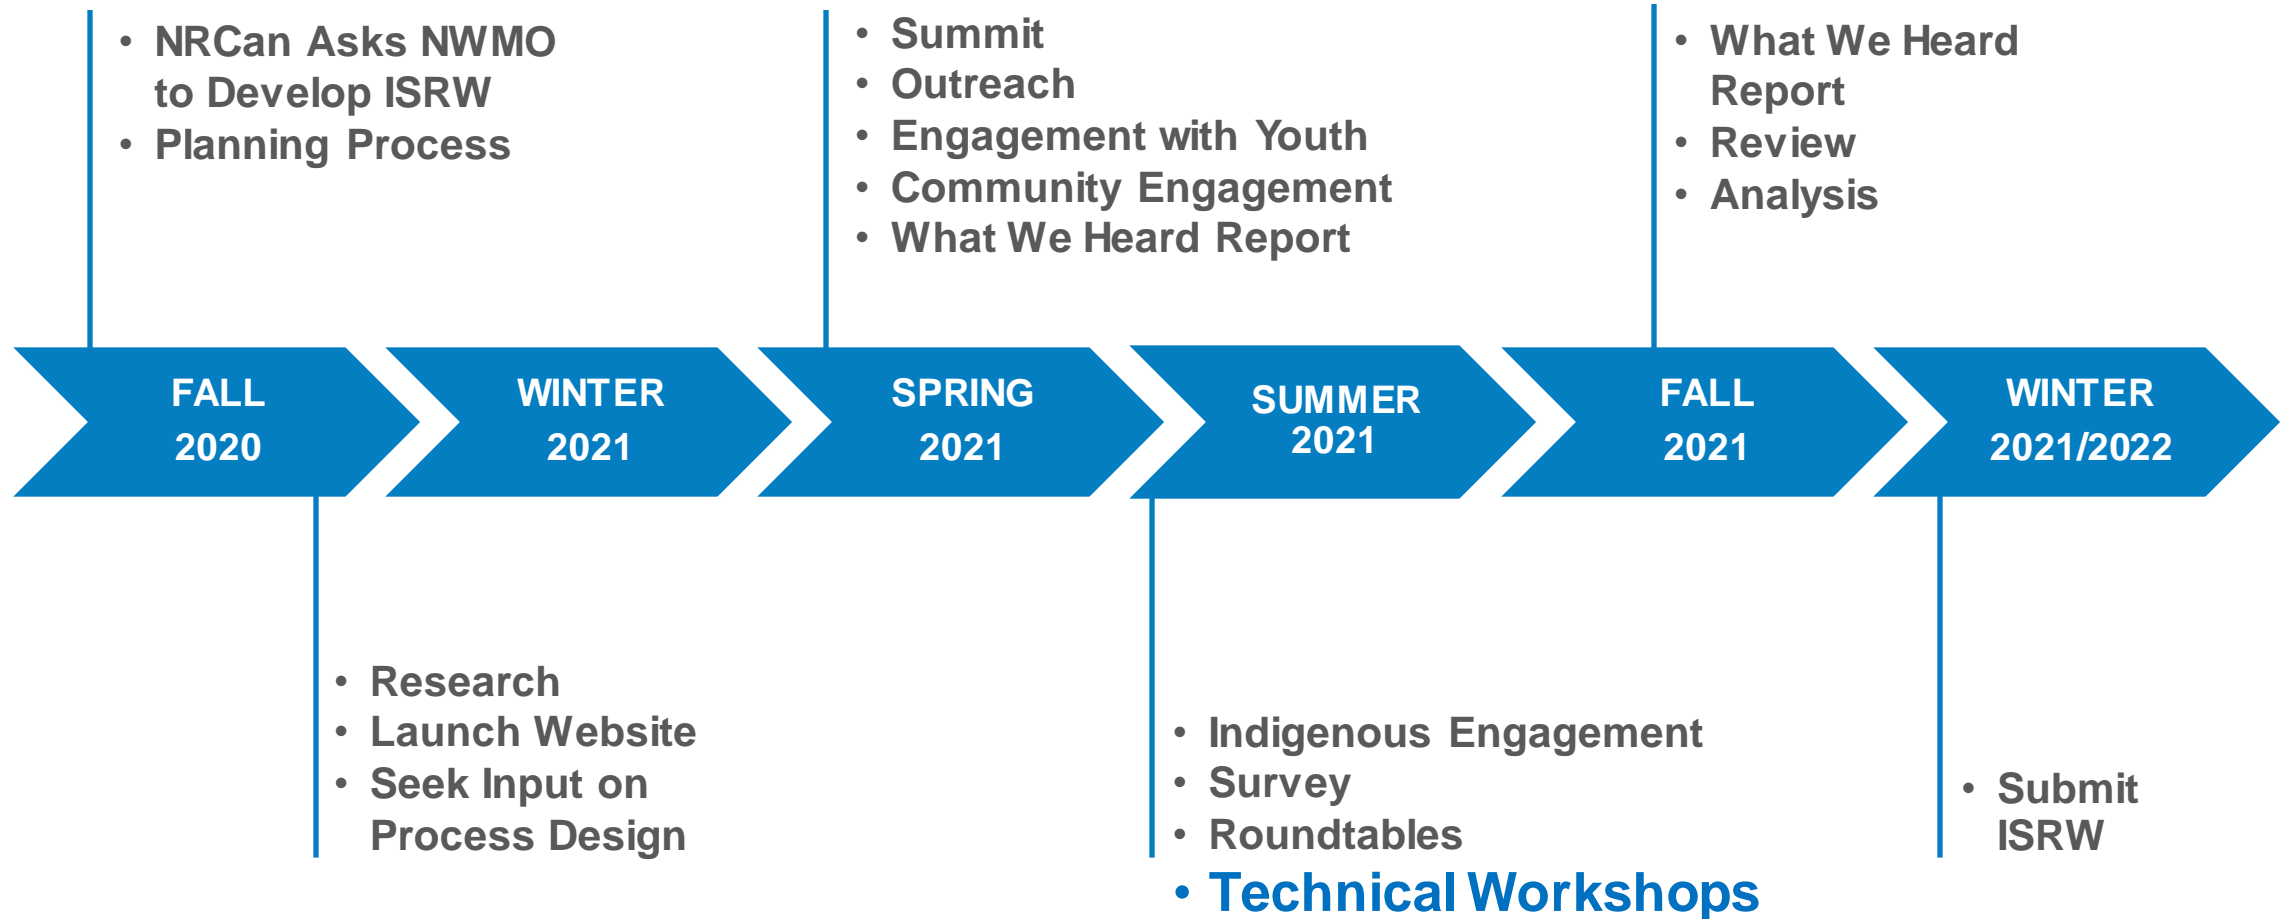 • NRCan Asks NWMO
to Develop ISRW
• Planning Process
• Summit
• Outreach
• Engagement with Youth
• Community Engagement
• What We Heard Report
• What We Heard
Report
• Review
• Analysis
FALL
2020
WINTER
2021
SPRING
2021
SUMMER
2021
FALL
2021
WINTER
2021/2022
• Research
• Launch Website
• Seek Input on
Process Design
• Indigenous Engagement
• Survey
• Roundtables
• Technical Workshops
• Submit
ISRW